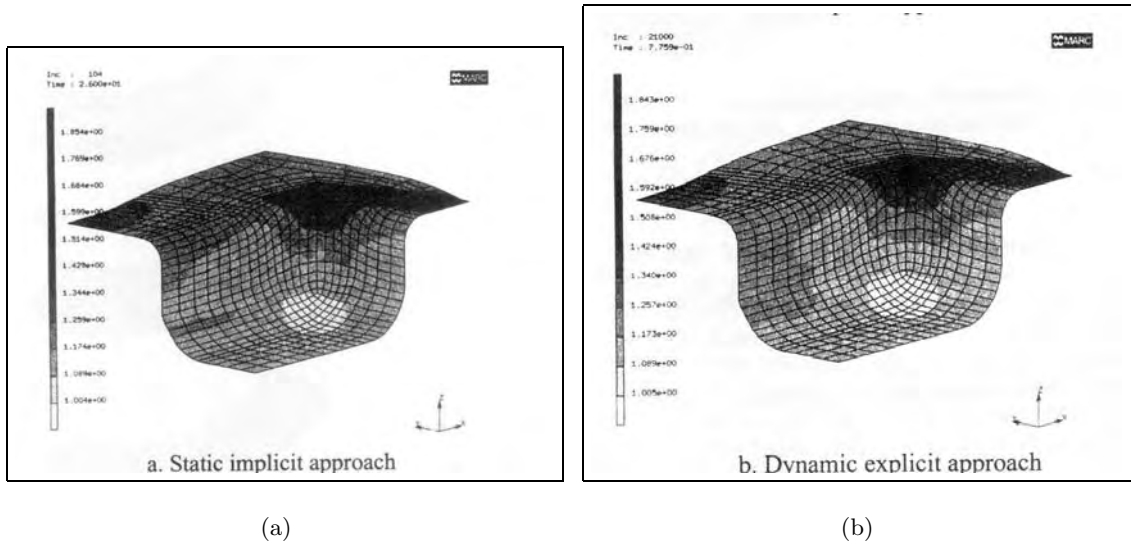 Inc : 104
Time : 2.600e+01
MARC
1.854e+00
1.769e+00
1.684e+00
1.599e+00
1.514e+00
1.429e+00
1.344e+00
1.259e+00
1.174e+00
1.089e+00
1.004e+00
a. Static implicit approach
(a)
Inc : 21000
Time : 7.759e-01
MARC
1.843e+00
1.759e+00
1.676e+00
1.592e+00
1.508e+00
1.424e+00
1.340e+00
1.257e+00
1.173e+00
1.089e+00
1.005e+00
b. Dynamic explicit approach
(b)